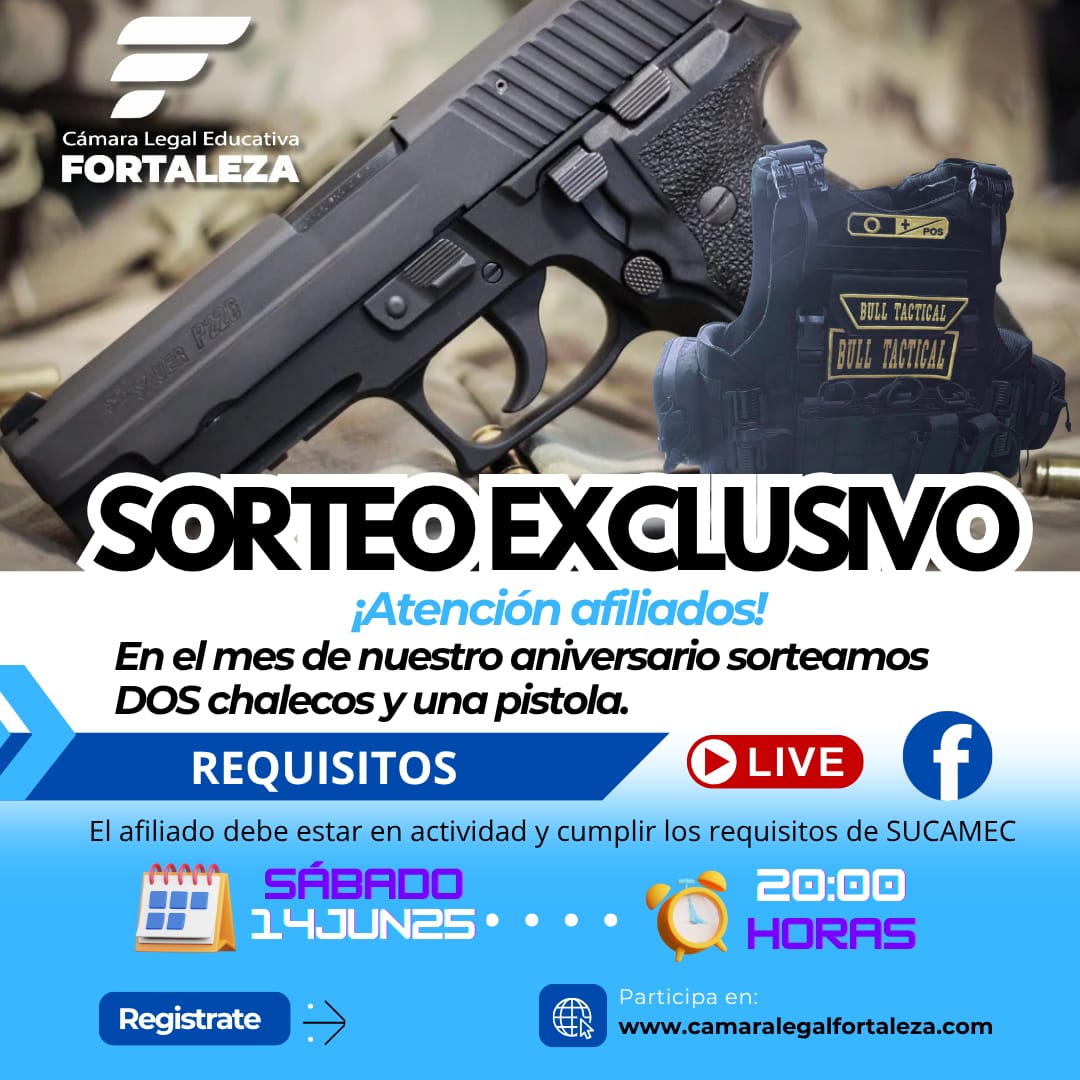 Cámara Legal Educativa
FORTALEZA
P226
O + POS
BULL TACTICAL
BULL TACTICAL
SORTEO EXCLUSIVO
¡Atención afiliados!
En el mes de nuestro aniversario sorteamos
DOS chalecos y una pistola.
REQUISITOS
LIVE
f
El afiliado debe estar en actividad y cumplir los requisitos de SUCAMEC
SÁBADO
14JUN25
20:00
HORAS
Registrate
Participa en:
www.camaralegalfortaleza.com